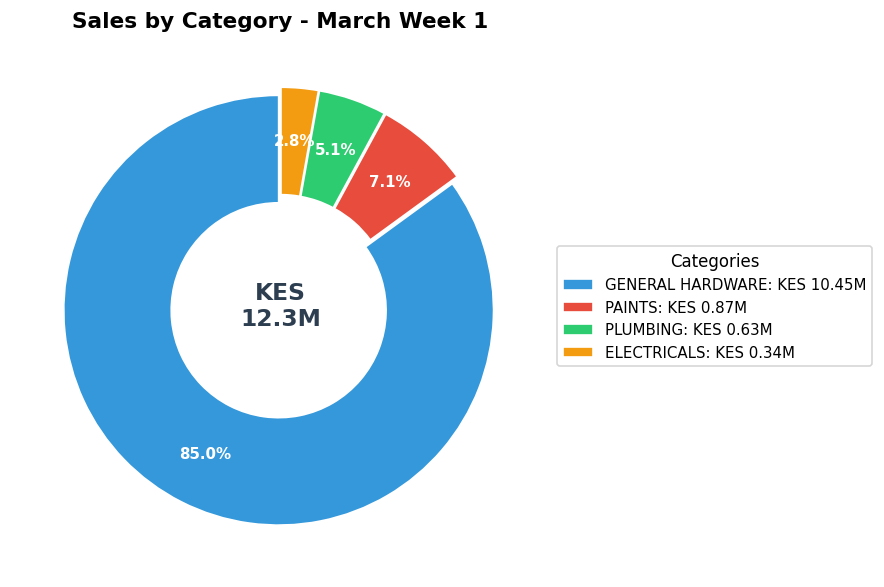 Sales by Category - March Week 1
2.8%
5.1%
7.1%
KES
12.3M
85.0%
Categories
GENERAL HARDWARE: KES 10.45M
PAINTS: KES 0.87M
PLUMBING: KES 0.63M
ELECTRICALS: KES 0.34M